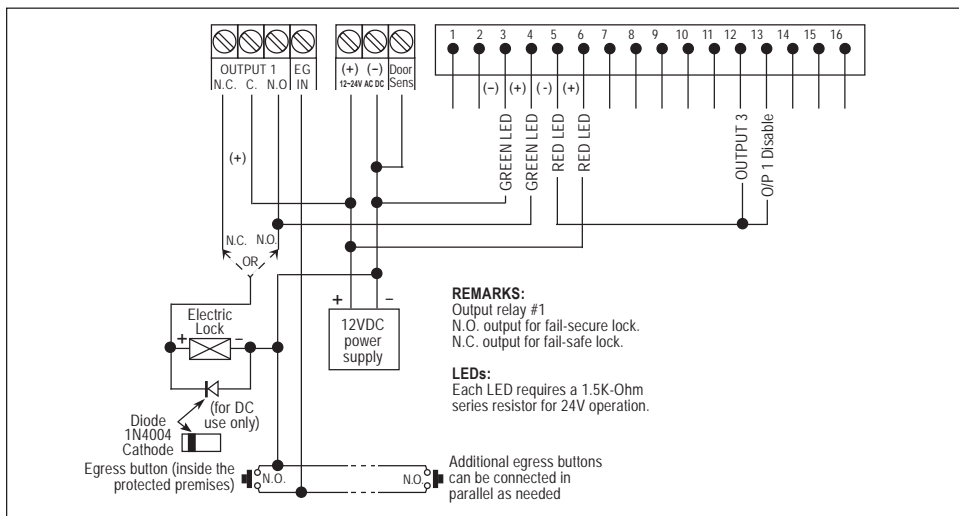 1 2 3 4 5 6 7 8 9 10 11 12 13 14 15 16
OUTPUT 1
N.C. C. N.O
EG
IN
(+) (–)
12~24V AC DC
Door
Sens
(–) (+) (-) (+)
GREEN LED
GREEN LED
RED LED
RED LED
OUTPUT 3
O/P 1 Disable
(+)
N.C. N.O.
OR
+ –
12VDC
power
supply
Electric
Lock
+ –
(for DC
use only)
Diode
1N4004
Cathode
REMARKS:
Output relay #1
N.O. output for fail-secure lock.
N.C. output for fail-safe lock.
LEDs:
Each LED requires a 1.5K-Ohm
series resistor for 24V operation.
Egress button (inside the
protected premises)
N.O.
N.O.
Additional egress buttons
can be connected in
parallel as needed